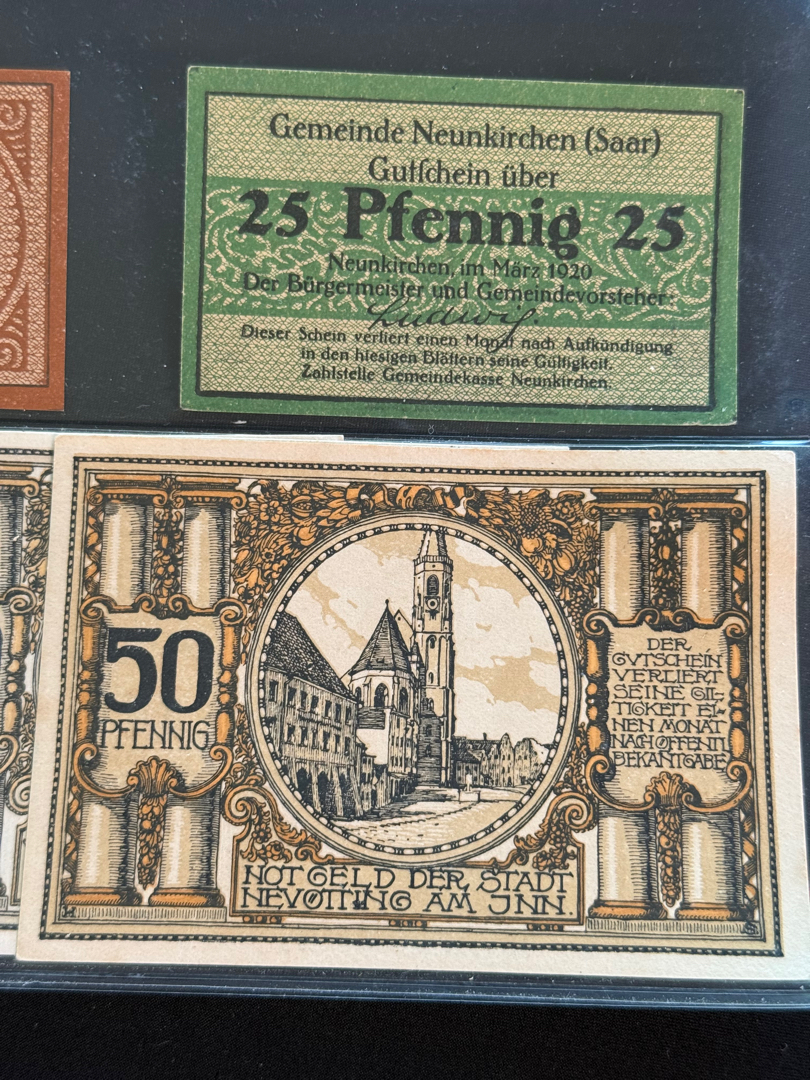 Gemeinde Neunkirchen (Saar)
Gutschein über
25 Pfennig 25
Neunkirchen, im März 1920
Der Bürgermeister und Gemeindevorsteher:
Ludwig.
Dieser Schein verliert einen Monat nach Aufkündigung
in den hiesigen Blättern seine Gültigkeit.
Zahlstelle Gemeindekasse Neunkirchen.
50
PFENNIG
DER
GVTSCHEIN
VERLIERT
SEINE GIL-
TIGKEIT EI-
NEN MONAT
NACH OFFENTL
BEKANTGABE
NOTGELD DER STADT
NEVÖTTING AM JNN.